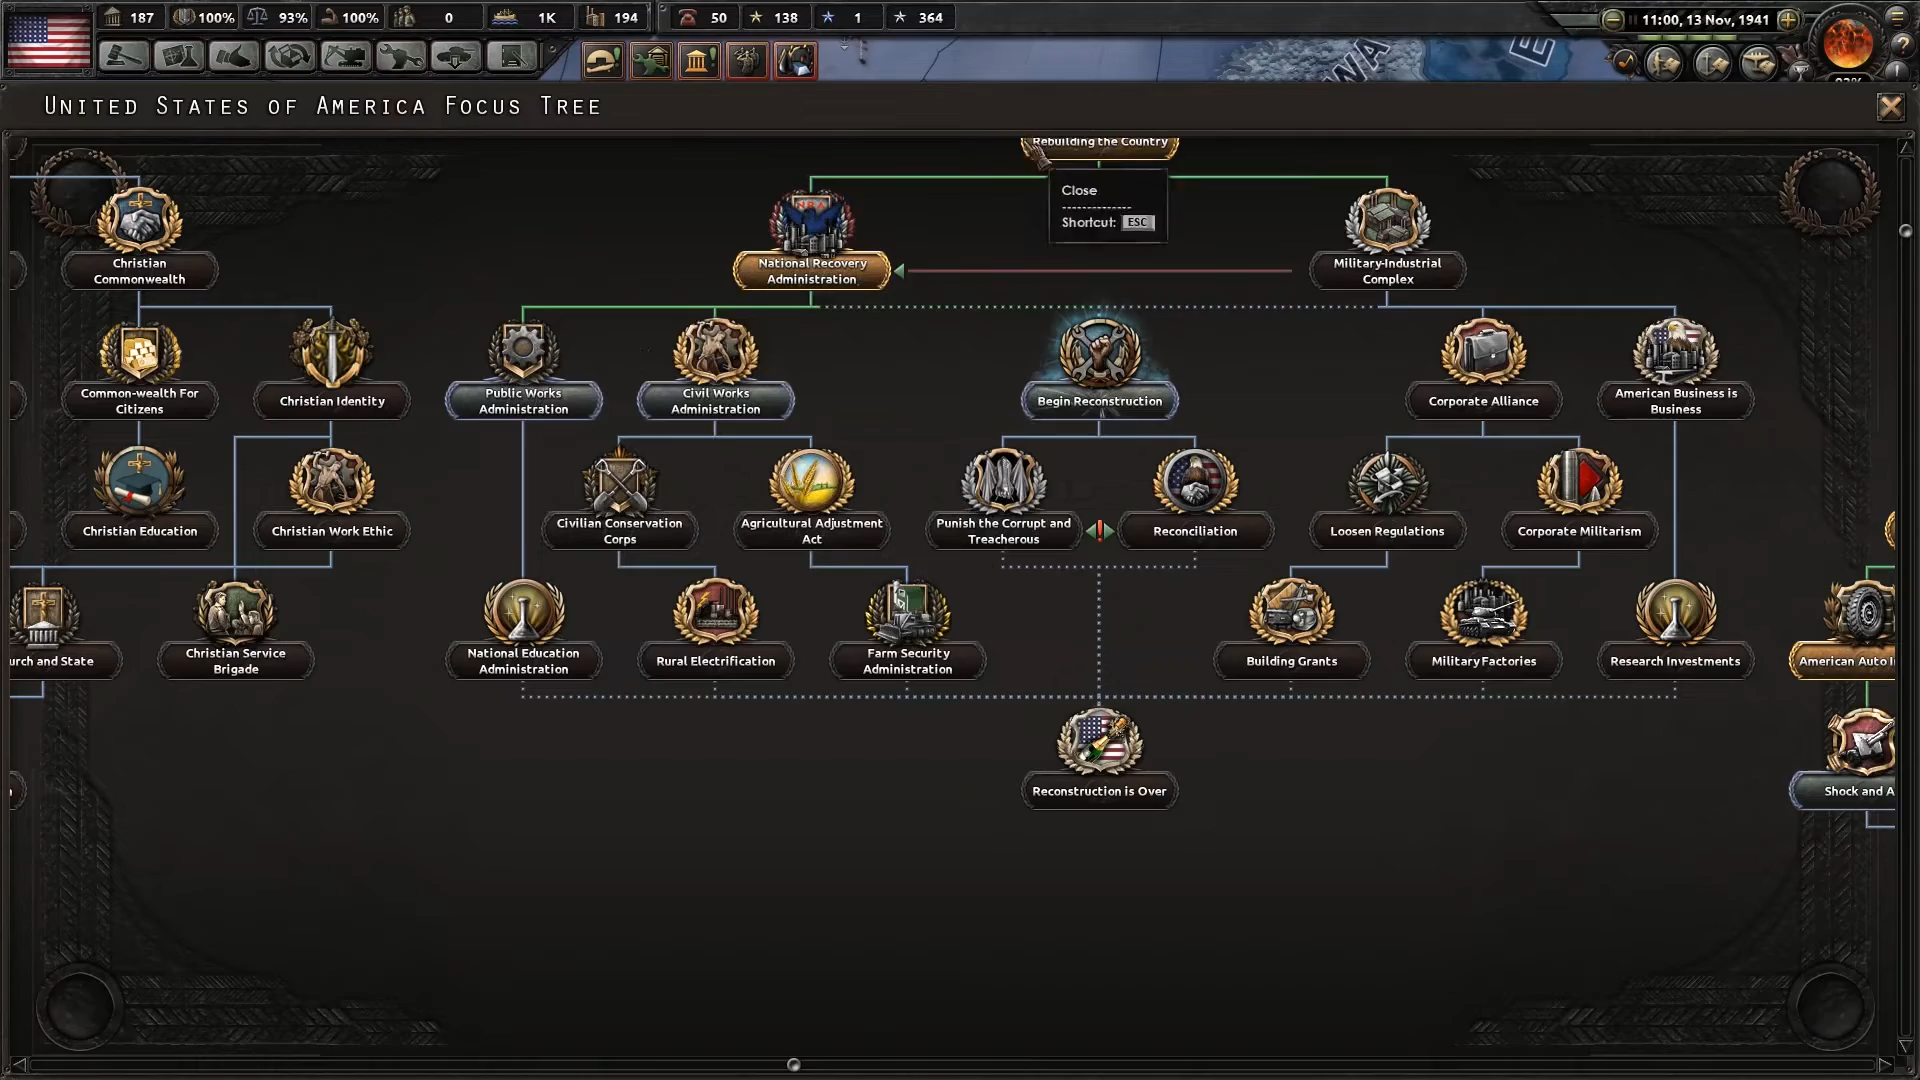 187 100% 93% 100% 0 1K 194 50 138 1 364 11:00, 13 Nov, 1941
United States of America Focus Tree
Rebuilding the Country
Close
--------------
Shortcut: ESC
Christian
Commonwealth
National Recovery
Administration
Military-Industrial
Complex
Common-wealth For
Citizens
Christian Identity
Public Works
Administration
Civil Works
Administration
Begin Reconstruction
Corporate Alliance
American Business is
Business
Christian Education
Christian Work Ethic
Civilian Conservation
Corps
Agricultural Adjustment
Act
Punish the Corrupt and
Treacherous
Reconciliation
Loosen Regulations
Corporate Militarism
urch and State
Christian Service
Brigade
National Education
Administration
Rural Electrification
Farm Security
Administration
Building Grants
Military Factories
Research Investments
American Auto I
Reconstruction is Over
Shock and A